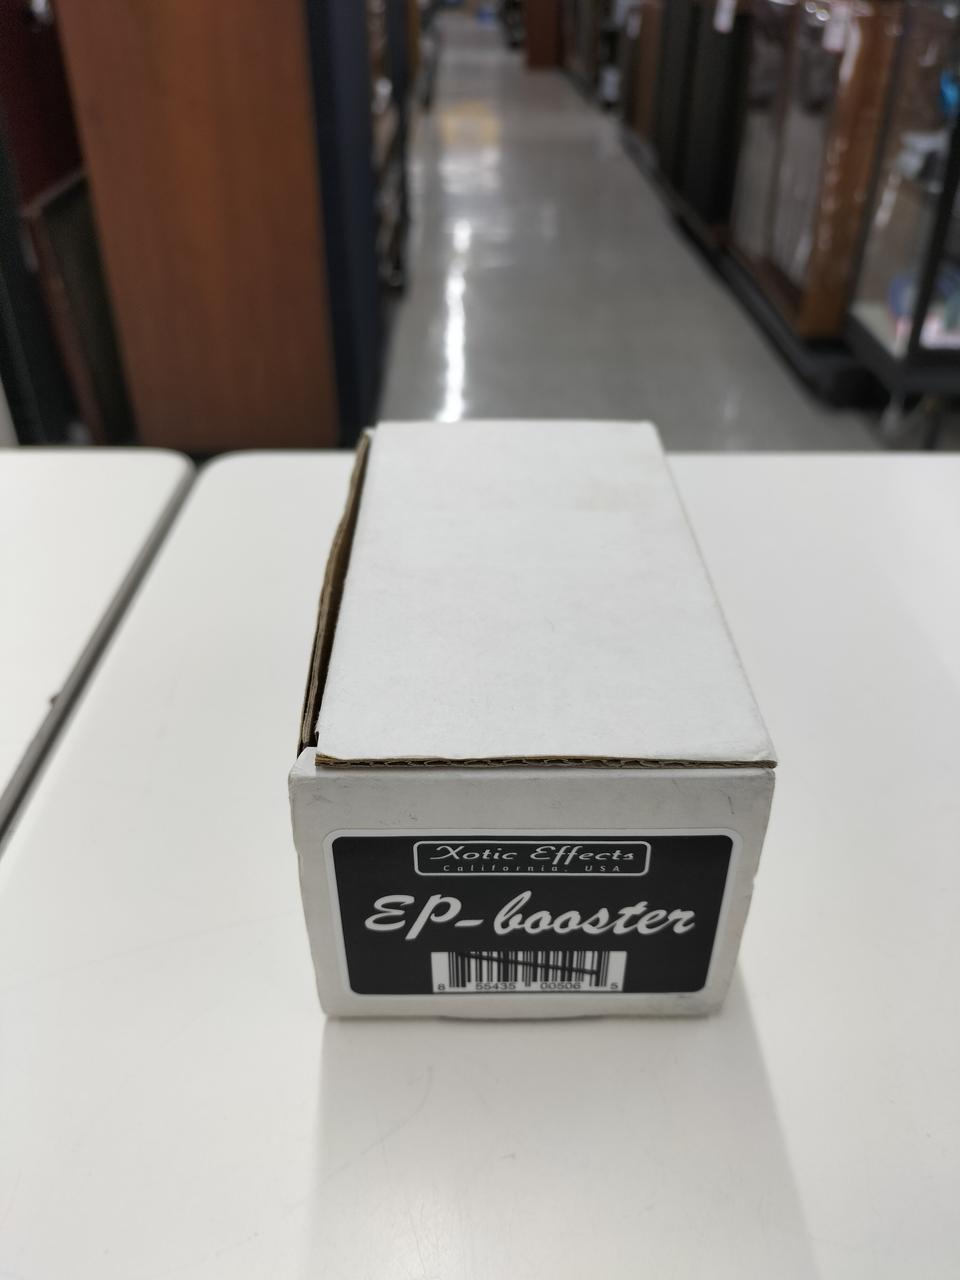 Xotic Effects
California, USA
EP-booster
8 55435 00506 5